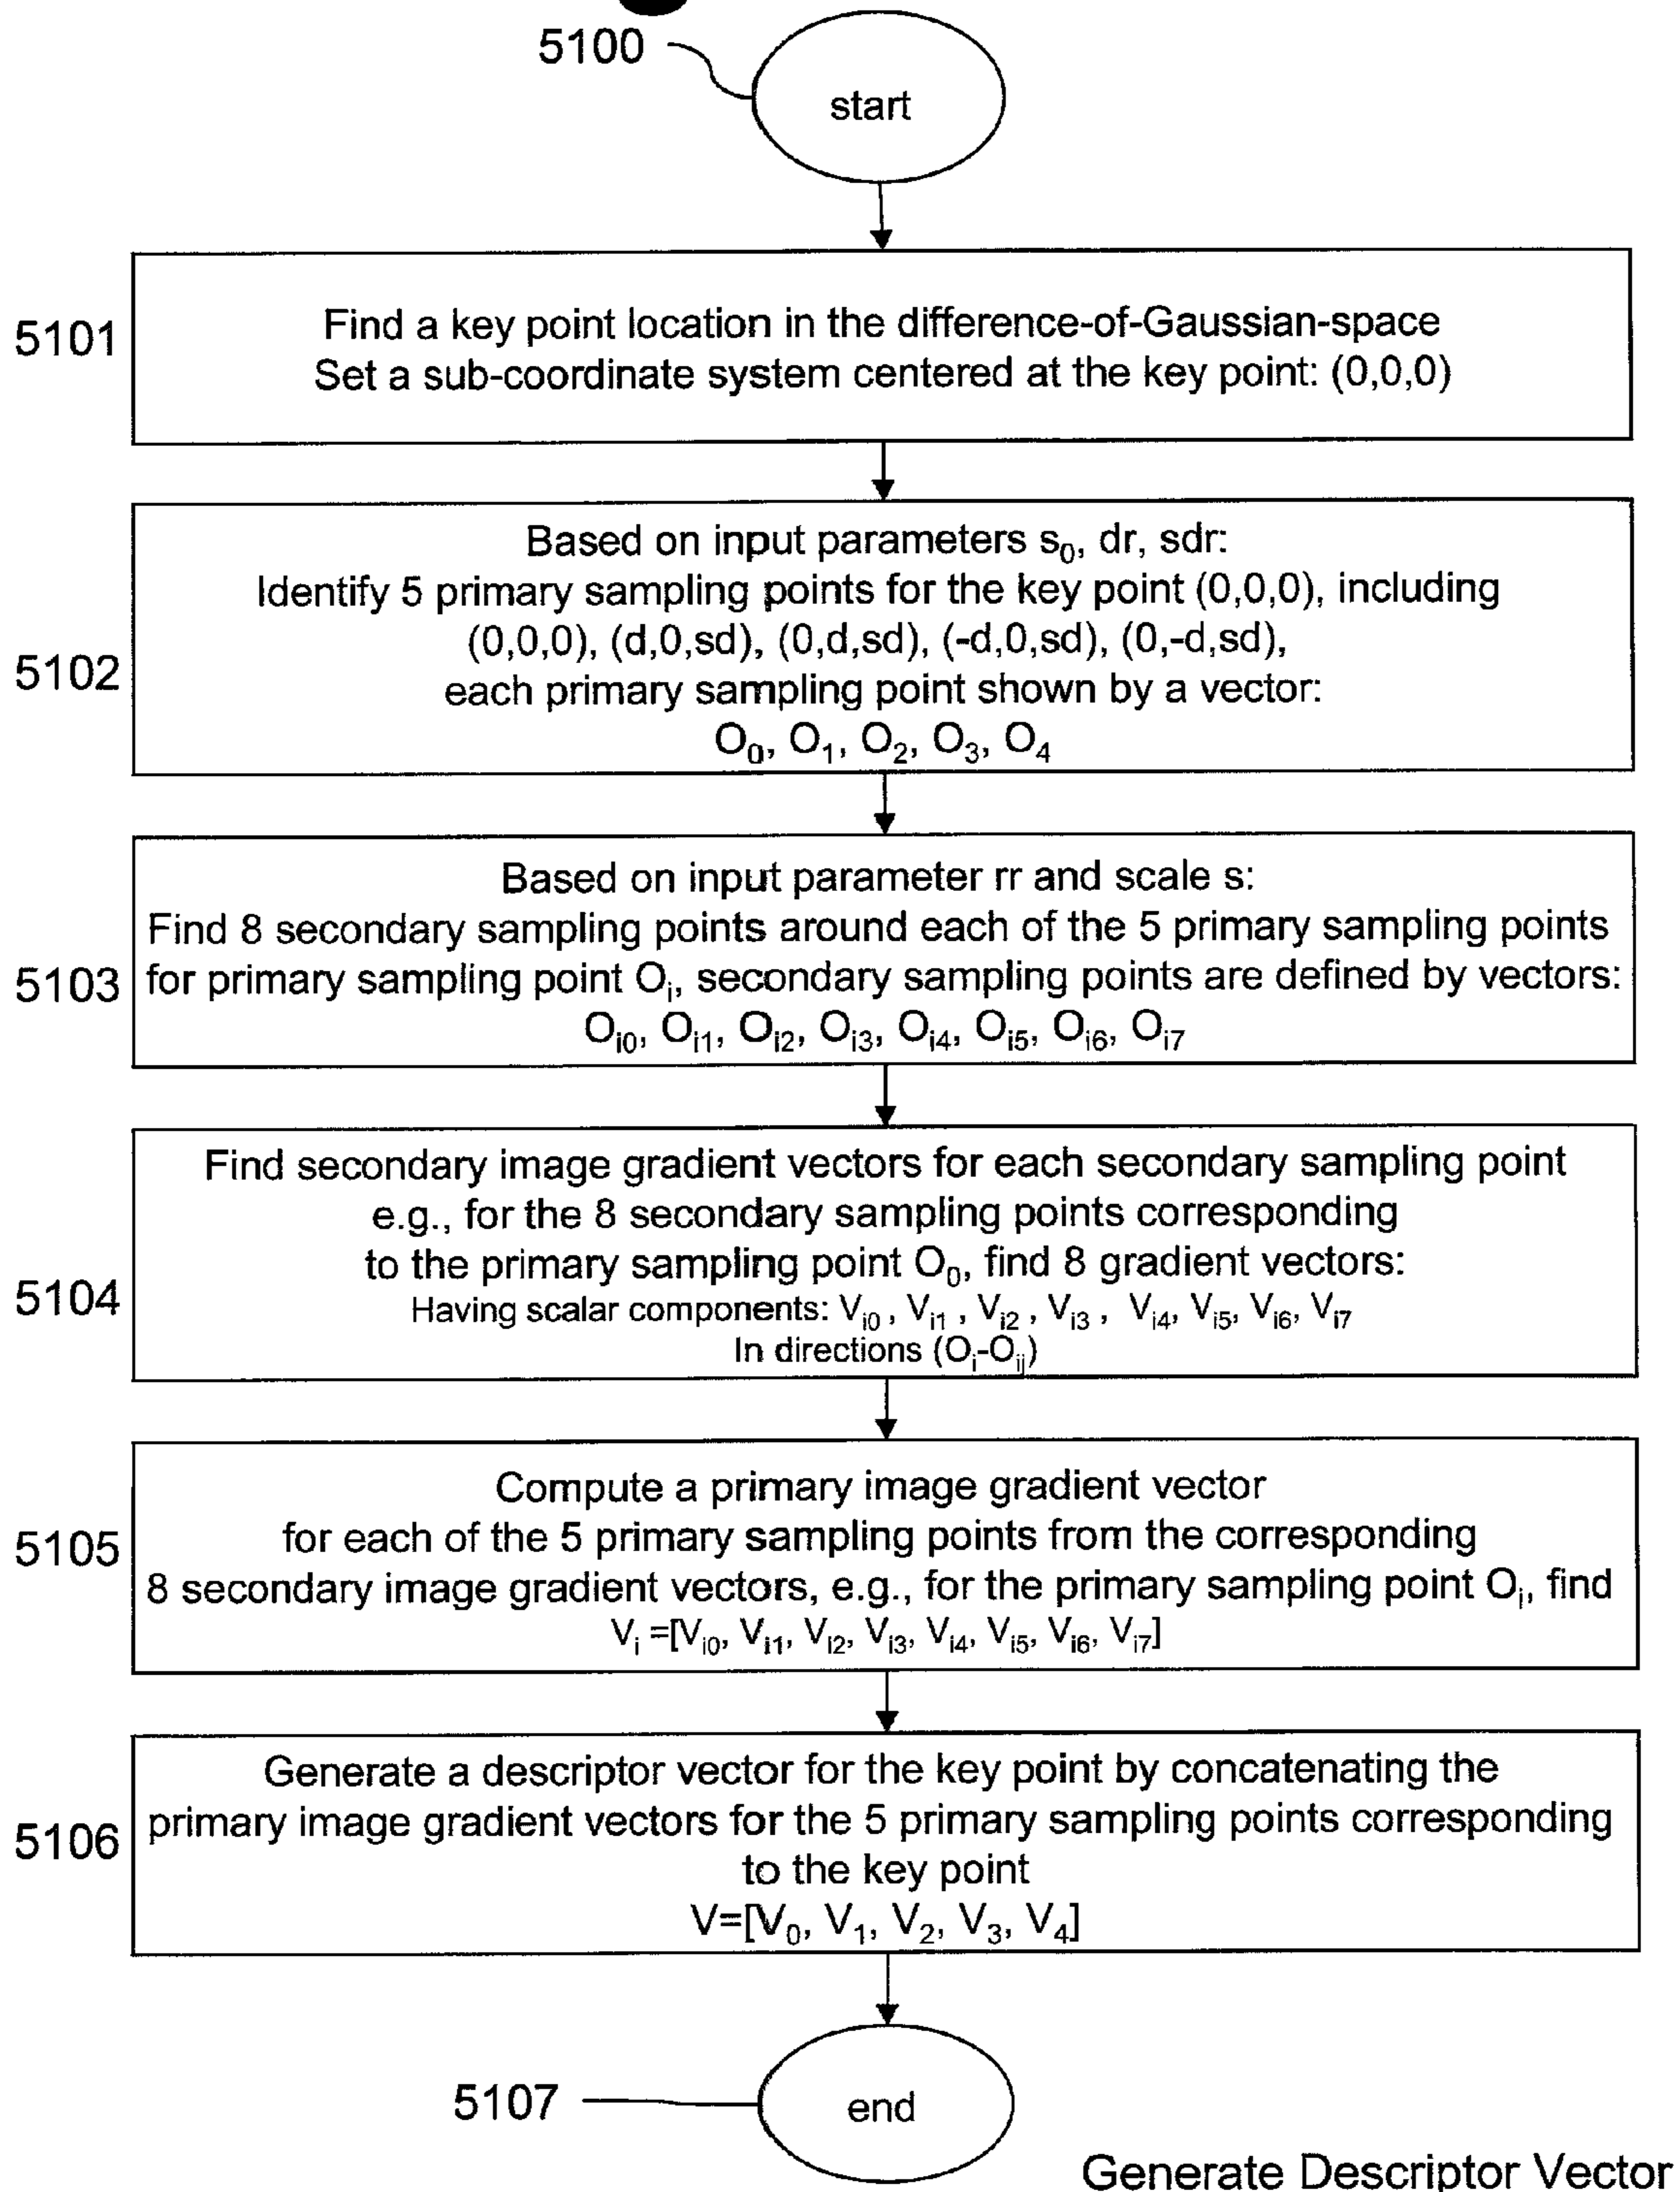 5100
start
5101
Find a key point location in the difference-of-Gaussian-space
Set a sub-coordinate system centered at the key point: (0,0,0)
5102
Based on input parameters s₀, dr, sdr:
Identify 5 primary sampling points for the key point (0,0,0), including
(0,0,0), (d,0,sd), (0,d,sd), (-d,0,sd), (0,-d,sd),
each primary sampling point shown by a vector:
O₀, O₁, O₂, O₃, O₄
5103
Based on input parameter rr and scale s:
Find 8 secondary sampling points around each of the 5 primary sampling points
for primary sampling point Oᵢ, secondary sampling points are defined by vectors:
Oᵢ₀, Oᵢ₁, Oᵢ₂, Oᵢ₃, Oᵢ₄, Oᵢ₅, Oᵢ₆, Oᵢ₇
5104
Find secondary image gradient vectors for each secondary sampling point
e.g., for the 8 secondary sampling points corresponding
to the primary sampling point O₀, find 8 gradient vectors:
Having scalar components: Vᵢ₀ , Vᵢ₁ , Vᵢ₂ , Vᵢ₃ , Vᵢ₄, Vᵢ₅, Vᵢ₆, Vᵢ₇
In directions (Oᵢ-Oᵢⱼ)
5105
Compute a primary image gradient vector
for each of the 5 primary sampling points from the corresponding
8 secondary image gradient vectors, e.g., for the primary sampling point Oᵢ, find
Vᵢ =[Vᵢ₀, Vᵢ₁, Vᵢ₂, Vᵢ₃, Vᵢ₄, Vᵢ₅, Vᵢ₆, Vᵢ₇]
5106
Generate a descriptor vector for the key point by concatenating the
primary image gradient vectors for the 5 primary sampling points corresponding
to the key point
V=[V₀, V₁, V₂, V₃, V₄]
5107
end
Generate Descriptor Vector